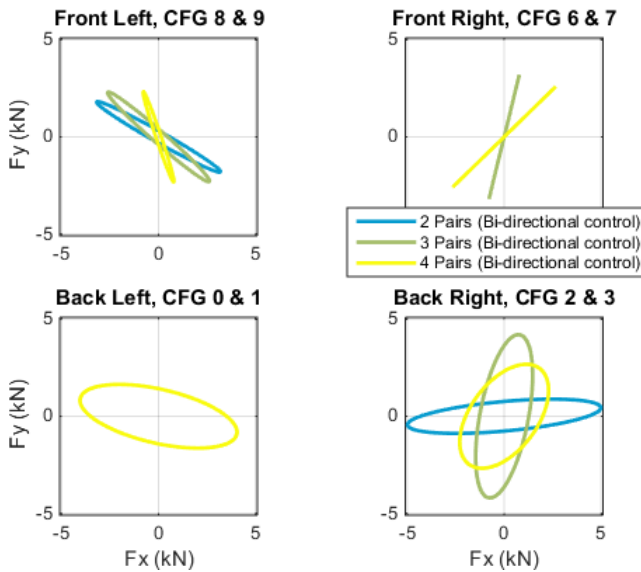 Front Left, CFG 8 & 9
Front Right, CFG 6 & 7
5
0
-5
Fy (kN)
-5
0
5
5
0
2 Pairs (Bi-directional control)
3 Pairs (Bi-directional control)
4 Pairs (Bi-directional control)
Back Left, CFG 0 & 1
Back Right, CFG 2 & 3
5
0
-5
Fy (kN)
-5
0
5
Fx (kN)
5
0
-5
-5
0
5
Fx (kN)